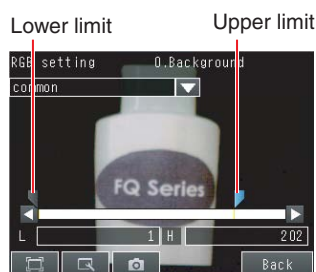 Lower limit
Upper limit
RGB setting
0.Background
common
FQ Series
L 1 H 202
Back